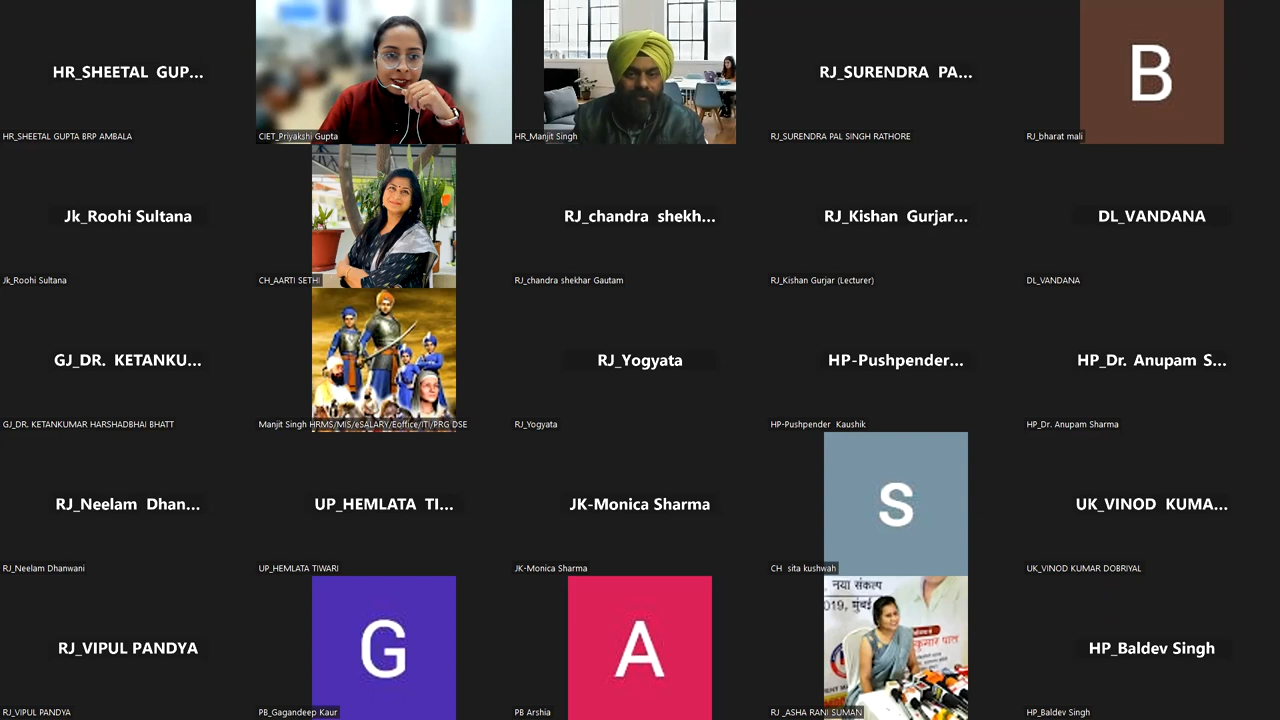 HR_SHEETAL GUP...
HR_SHEETAL GUPTA BRP AMBALA
CIET_Priyakshi Gupta
HR_Manjit Singh
RJ_SURENDRA PA...
RJ_SURENDRA PAL SINGH RATHORE
B
RJ_bharat mali
Jk_Roohi Sultana
Jk_Roohi Sultana
CH_AARTI SETHI
RJ_chandra shekh...
RJ_chandra shekhar Gautam
RJ_Kishan Gurjar...
RJ_Kishan Gurjar (Lecturer)
DL_VANDANA
DL_VANDANA
GJ_DR. KETANKU...
GJ_DR. KETANKUMAR HARSHADBHAI BHATT
Manjit Singh HRMS/MIS/eSALARY/Eoffice/ITI/PRG DSE
RJ_Yogyata
RJ_Yogyata
HP-Pushpender...
HP-Pushpender Kaushik
HP_Dr. Anupam S...
HP_Dr. Anupam Sharma
RJ_Neelam Dhan...
RJ_Neelam Dhanwani
UP_HEMLATA TI...
UP_HEMLATA TIWARI
JK-Monica Sharma
JK-Monica Sharma
S
CH sita kushwah
UK_VINOD KUMA...
UK_VINOD KUMAR DOBRIYAL
RJ_VIPUL PANDYA
RJ_VIPUL PANDYA
G
PB_Gagandeep Kaur
A
PB Arshia
नया संकल्प
019, मुंबई
कुमार पाल
RJ_ASHA RANI SUMAN
HP_Baldev Singh
HP_Baldev Singh